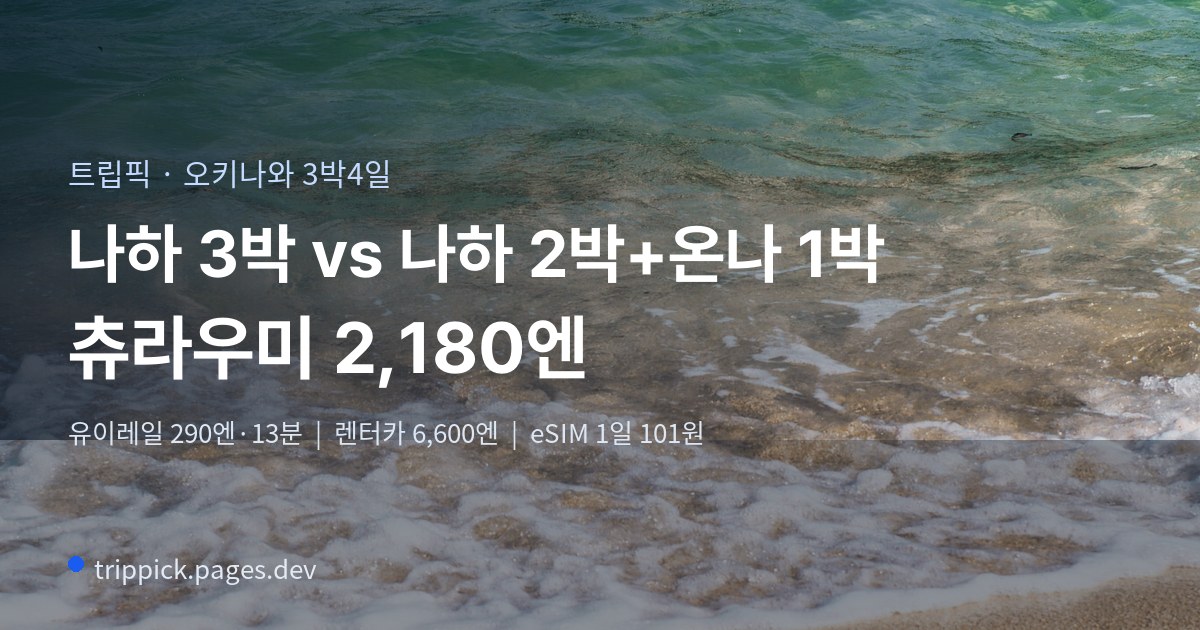 트립픽 · 오키나와 3박4일
나하 3박 vs 나하 2박+온나 1박
츄라우미 2,180엔
유이레일 290엔·13분 | 렌터카 6,600엔 | eSIM 1일 101원
trippick.pages.dev